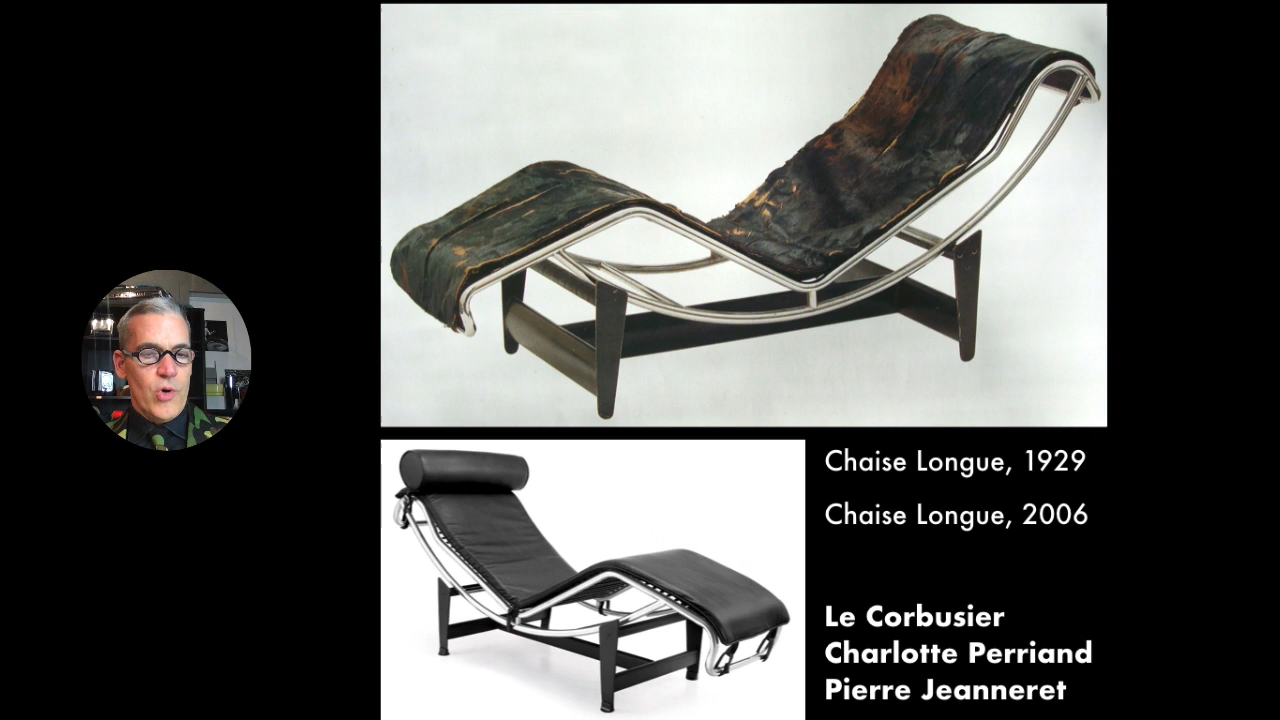 Chaise Longue, 1929
Chaise Longue, 2006
Le Corbusier
Charlotte Perriand
Pierre Jeanneret